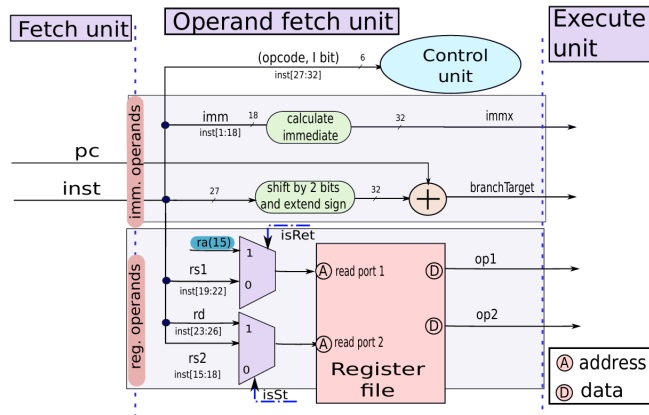 Fetch unit
Operand fetch unit
Execute
unit
(opcode, I bit)
inst[27:32]
6
Control
unit
imm. operands
imm
inst[1:18]
18
calculate
immediate
32
immx
pc
inst
27
shift by 2 bits
and extend sign
32
+
branchTarget
reg. operands
isRet
ra(15)
1
rs1
inst[19:22]
0
A
read port 1
D
op1
rd
inst[23:26]
1
rs2
inst[15:18]
0
A
read port 2
D
op2
Register
file
isSt
A address
D data